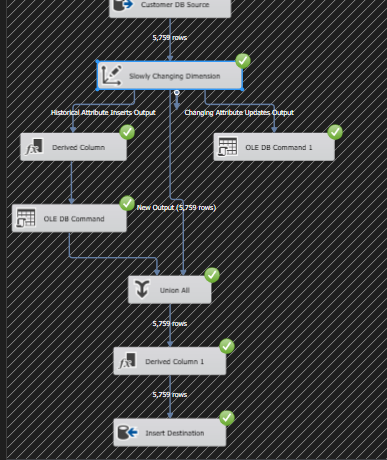 Customer DB Source
5,759 rows
Slowly Changing Dimension
Historical Attribute Inserts Output
Changing Attribute Updates Output
Derived Column
OLE DB Command 1
OLE DB Command
New Output (5,759 rows)
Union All
5,759 rows
Derived Column 1
5,759 rows
Insert Destination